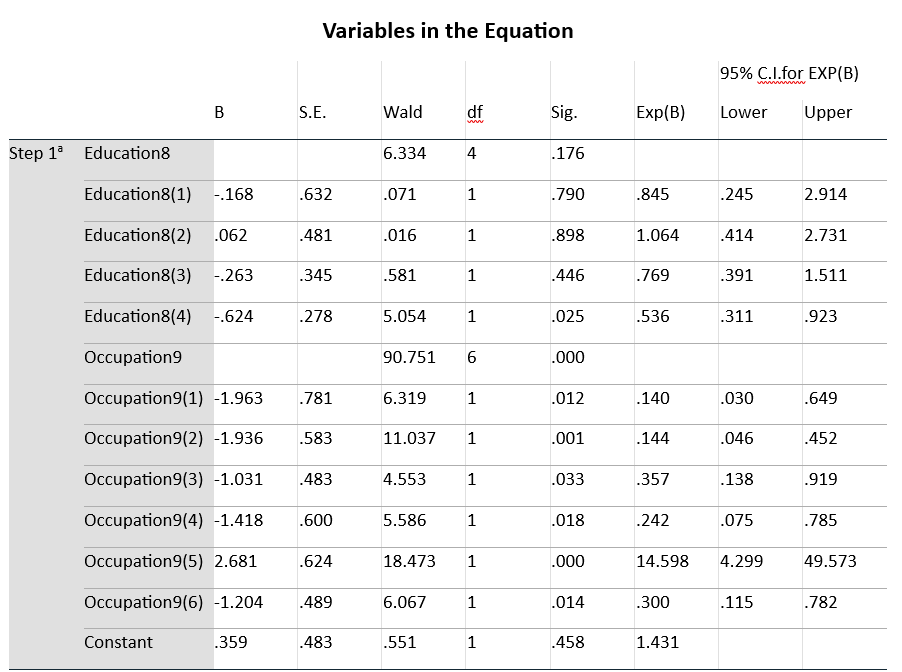 Variables in the Equation
95% C.I.for EXP(B)
B S.E. Wald df Sig. Exp(B) Lower Upper
Step 1ª Education8 6.334 4 .176
Education8(1) -.168 .632 .071 1 .790 .845 .245 2.914
Education8(2) .062 .481 .016 1 .898 1.064 .414 2.731
Education8(3) -.263 .345 .581 1 .446 .769 .391 1.511
Education8(4) -.624 .278 5.054 1 .025 .536 .311 .923
Occupation9 90.751 6 .000
Occupation9(1) -1.963 .781 6.319 1 .012 .140 .030 .649
Occupation9(2) -1.936 .583 11.037 1 .001 .144 .046 .452
Occupation9(3) -1.031 .483 4.553 1 .033 .357 .138 .919
Occupation9(4) -1.418 .600 5.586 1 .018 .242 .075 .785
Occupation9(5) 2.681 .624 18.473 1 .000 14.598 4.299 49.573
Occupation9(6) -1.204 .489 6.067 1 .014 .300 .115 .782
Constant .359 .483 .551 1 .458 1.431